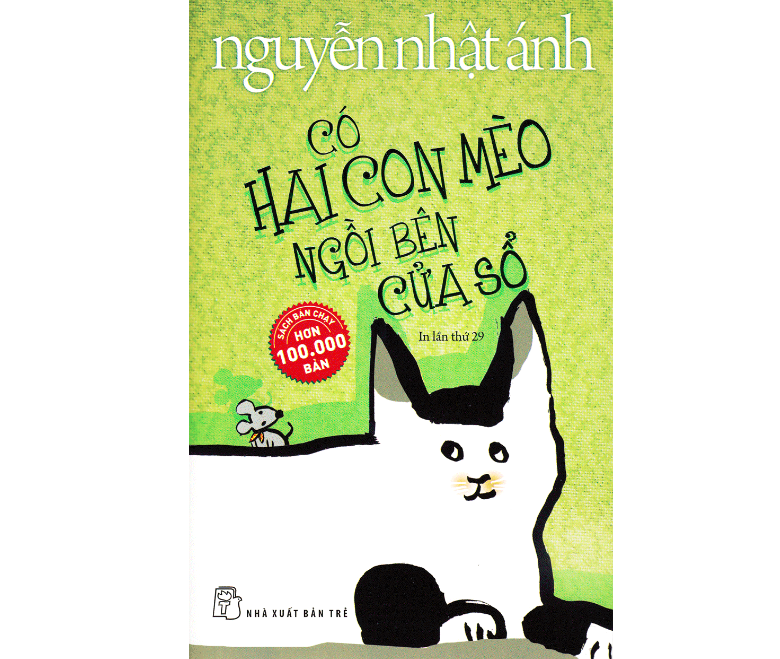 nguyễn nhật ánh
CÓ
HAI CON MÈO
NGỒI BÊN
CỬA SỔ
In lần thứ 29
SÁCH BÁN CHẠY
HƠN
100.000
BẢN
T
NHÀ XUẤT BẢN TRẺ